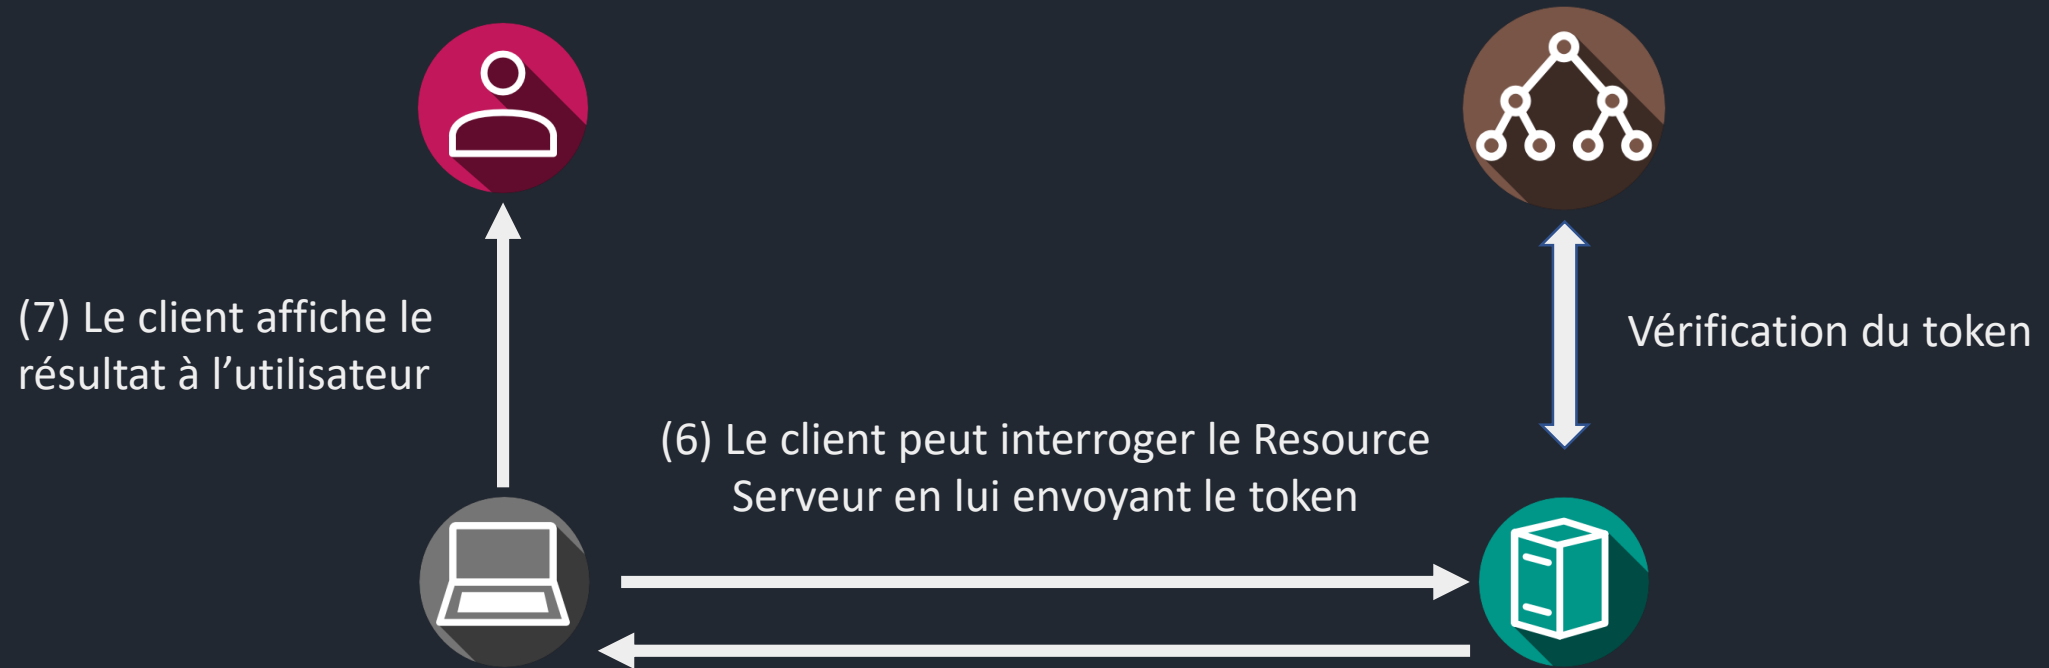 (7) Le client affiche le
résultat à l’utilisateur
Vérification du token
(6) Le client peut interroger le Resource
Serveur en lui envoyant le token